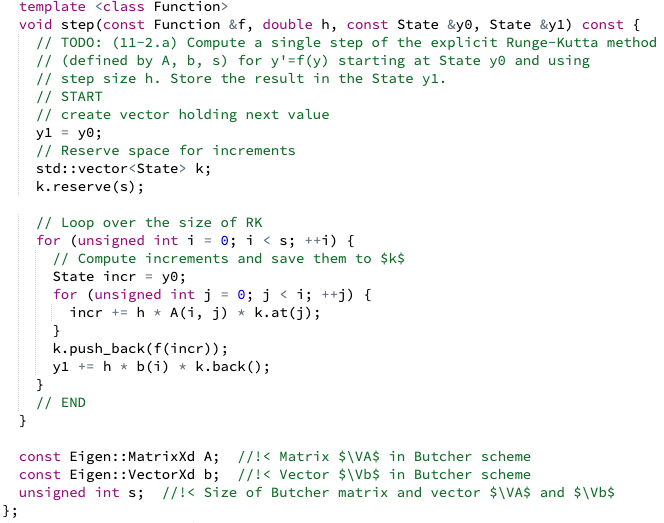 template <class Function>
void step(const Function &f, double h, const State &y0, State &y1) const {
  // TODO: (11-2.a) Compute a single step of the explicit Runge-Kutta method
  // (defined by A, b, s) for y'=f(y) starting at State y0 and using
  // step size h. Store the result in the State y1.
  // START
  // create vector holding next value
  y1 = y0;
  // Reserve space for increments
  std::vector<State> k;
  k.reserve(s);

  // Loop over the size of RK
  for (unsigned int i = 0; i < s; ++i) {
    // Compute increments and save them to $k$
    State incr = y0;
    for (unsigned int j = 0; j < i; ++j) {
      incr += h * A(i, j) * k.at(j);
    }
    k.push_back(f(incr));
    y1 += h * b(i) * k.back();
  }
  // END
}

const Eigen::MatrixXd A;  //!< Matrix $\VA$ in Butcher scheme
const Eigen::VectorXd b;  //!< Vector $\Vb$ in Butcher scheme
unsigned int s;  //!< Size of Butcher matrix and vector $\VA$ and $\Vb$
};